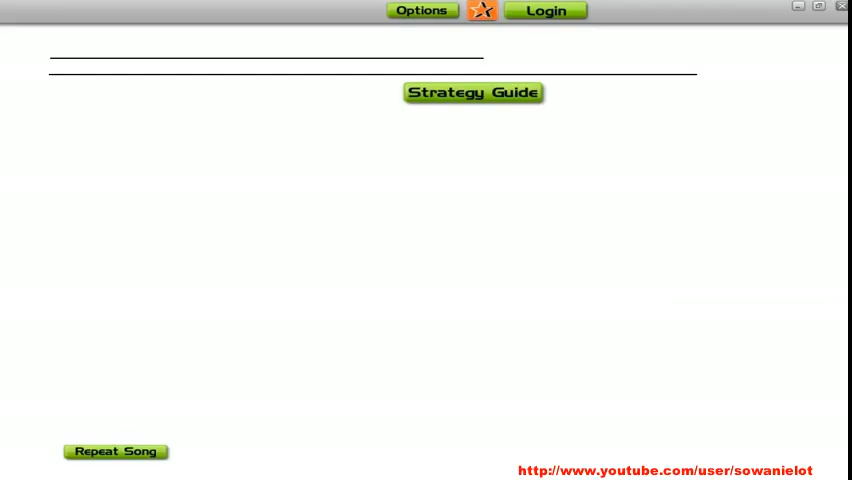 Options
Login
Strategy Guide
Repeat Song
http://www.youtube.com/user/sowanielot